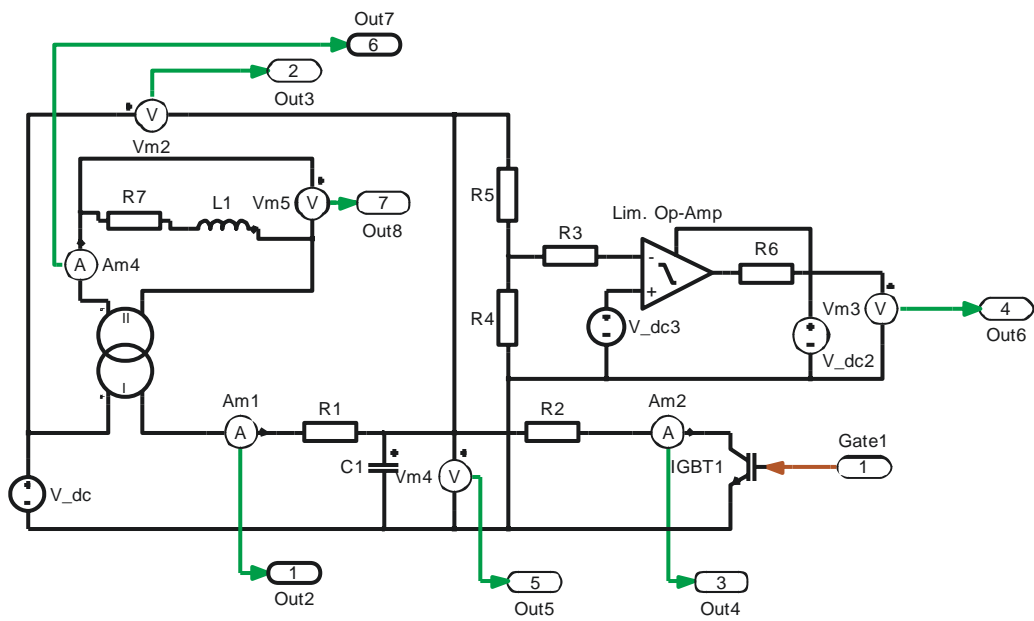 Out7
6
2
Out3
V
Vm2
R7
L1
Vm5
V
7
Out8
R5
Lim. Op-Amp
R3
-
+
R6
A
Am4
II
I
R4
V_dc3
Vm3
V
4
Out6
V_dc2
Am1
A
R1
R2
Am2
A
C1
Vm4
V
IGBT1
Gate1
1
V_dc
1
Out2
5
Out5
3
Out4